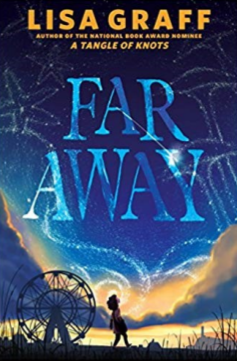 LISA GRAFF
AUTHOR OF THE NATIONAL BOOK AWARD NOMINEE
A TANGLE OF KNOTS
FAR
AWAY